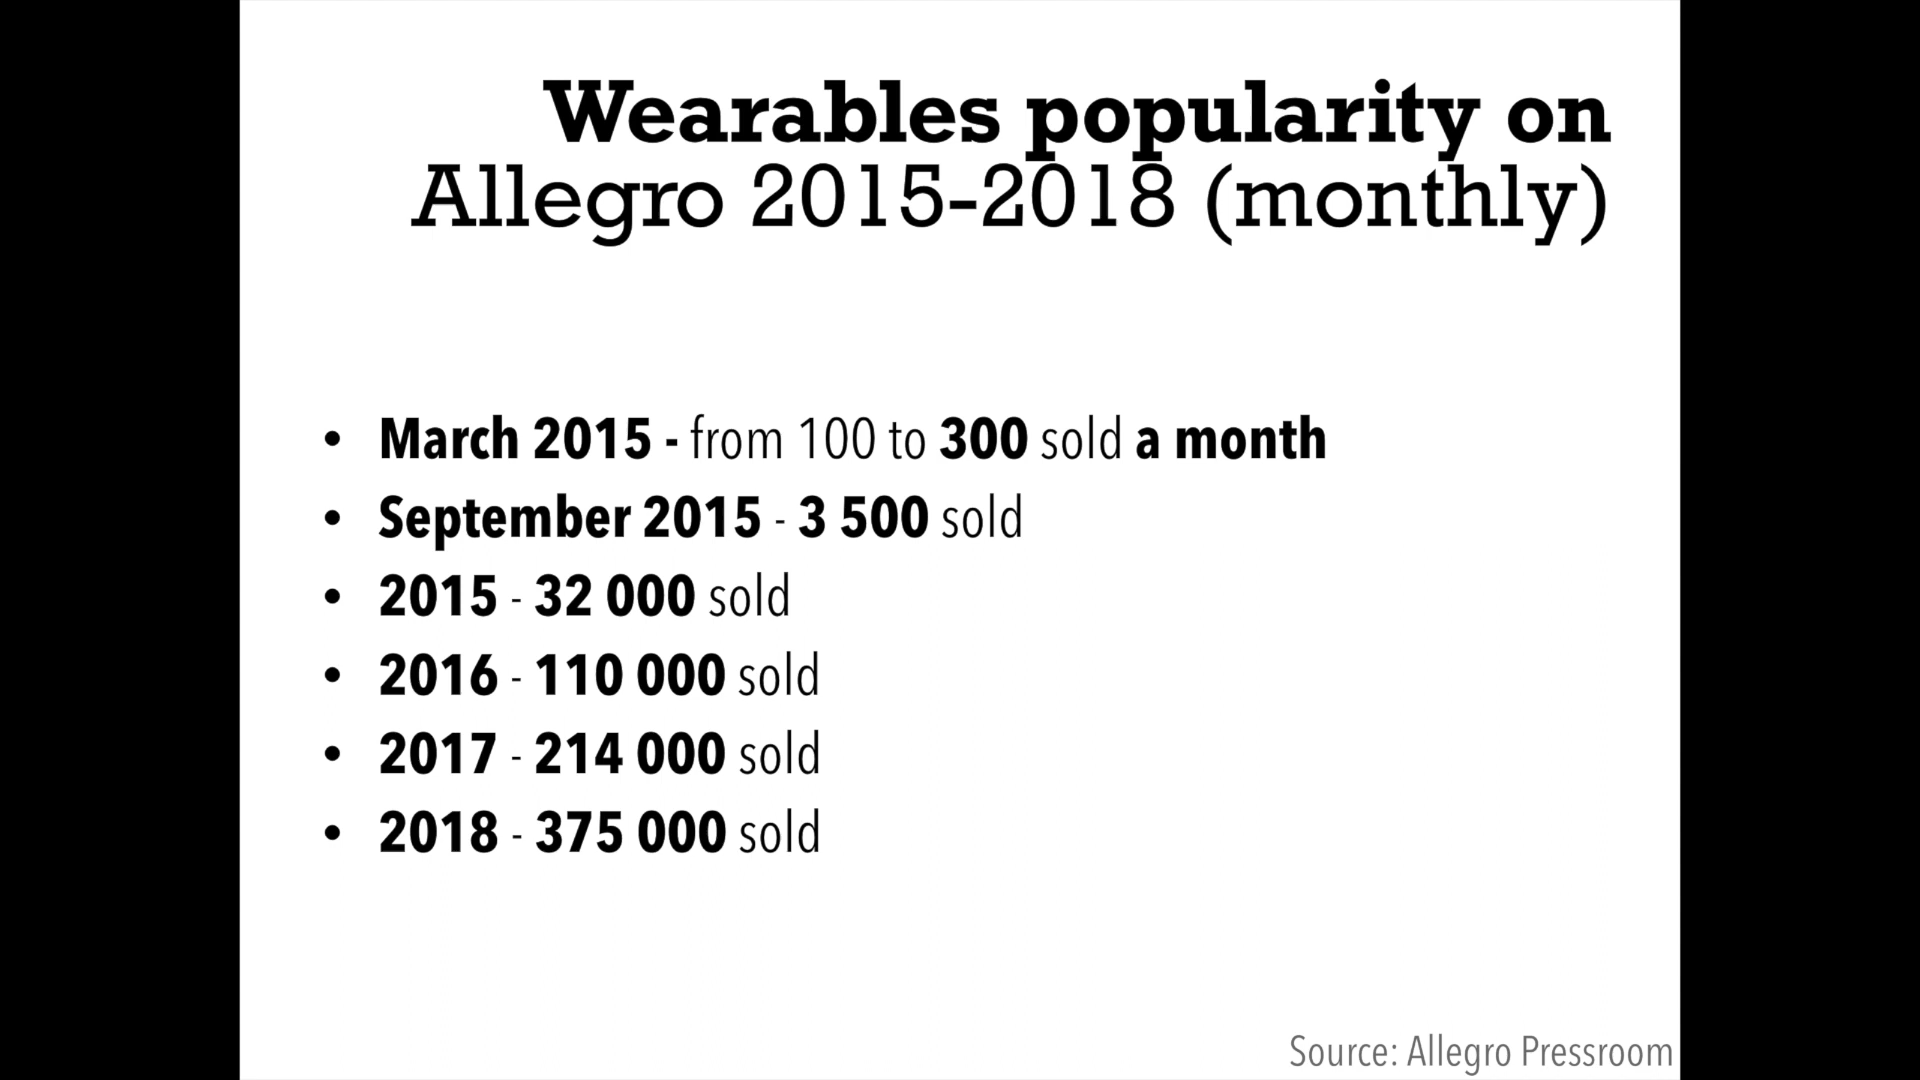 Wearables popularity on
Allegro 2015-2018 (monthly)
• March 2015 - from 100 to 300 sold a month
• September 2015 - 3 500 sold
• 2015 - 32 000 sold
• 2016 - 110 000 sold
• 2017 - 214 000 sold
• 2018 - 375 000 sold
Source: Allegro Pressroom